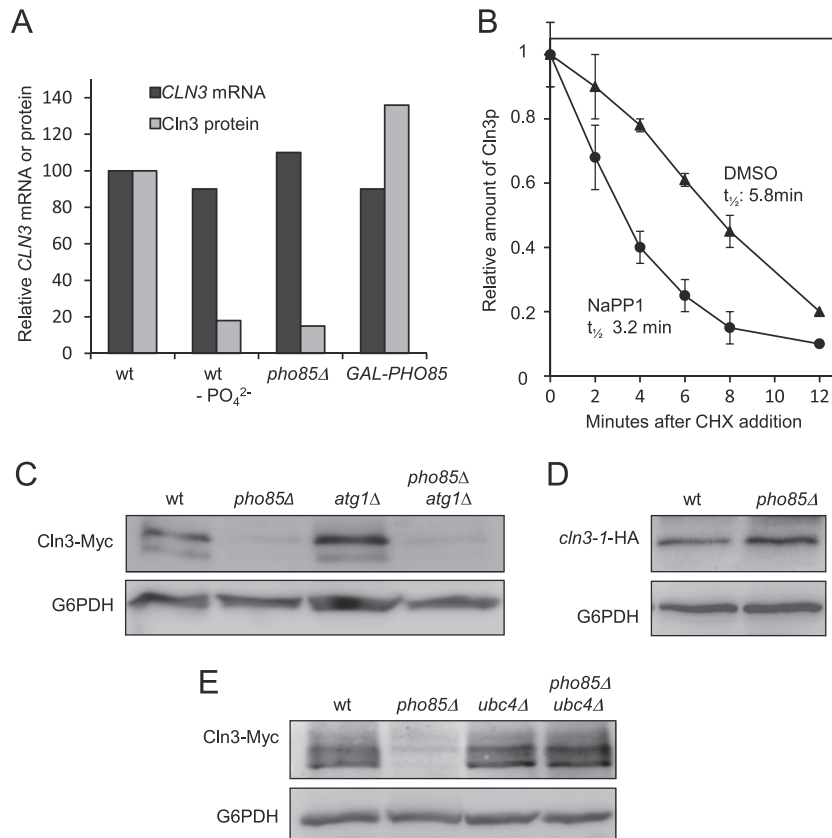 A
CLN3 mRNA
Cln3 protein
Relative CLN3 mRNA or protein
140
120
100
80
60
40
20
0
wt
wt
- PO₄²⁻
pho85Δ
GAL-PHO85
B
Relative amount of Cln3p
1
0.8
0.6
0.4
0.2
0
DMSO
t½: 5.8min
NaPP1
t½ 3.2 min
0 2 4 6 8 10 12
Minutes after CHX addition
C
wt pho85Δ atg1Δ pho85Δ
atg1Δ
Cln3-Myc
G6PDH
D
wt pho85Δ
cln3-1-HA
G6PDH
E
wt pho85Δ ubc4Δ pho85Δ
ubc4Δ
Cln3-Myc
G6PDH